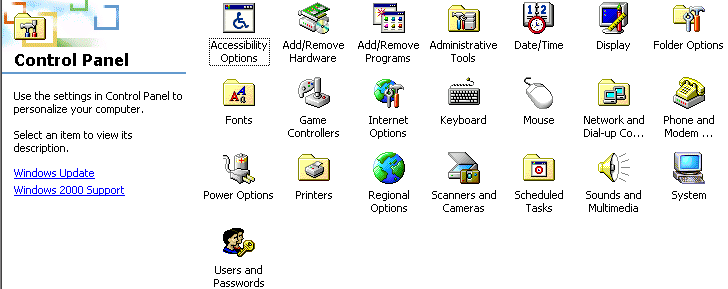 Control Panel
Use the settings in Control Panel to
personalize your computer.
Select an item to view its
description.
Windows Update
Windows 2000 Support
Accessibility
Options
Add/Remove
Hardware
Add/Remove
Programs
Administrative
Tools
Date/Time
Display
Folder Options
Fonts
Game
Controllers
Internet
Options
Keyboard
Mouse
Network and
Dial-up Co...
Phone and
Modem ...
Power Options
Printers
Regional
Options
Scanners and
Cameras
Scheduled
Tasks
Sounds and
Multimedia
System
Users and
Passwords